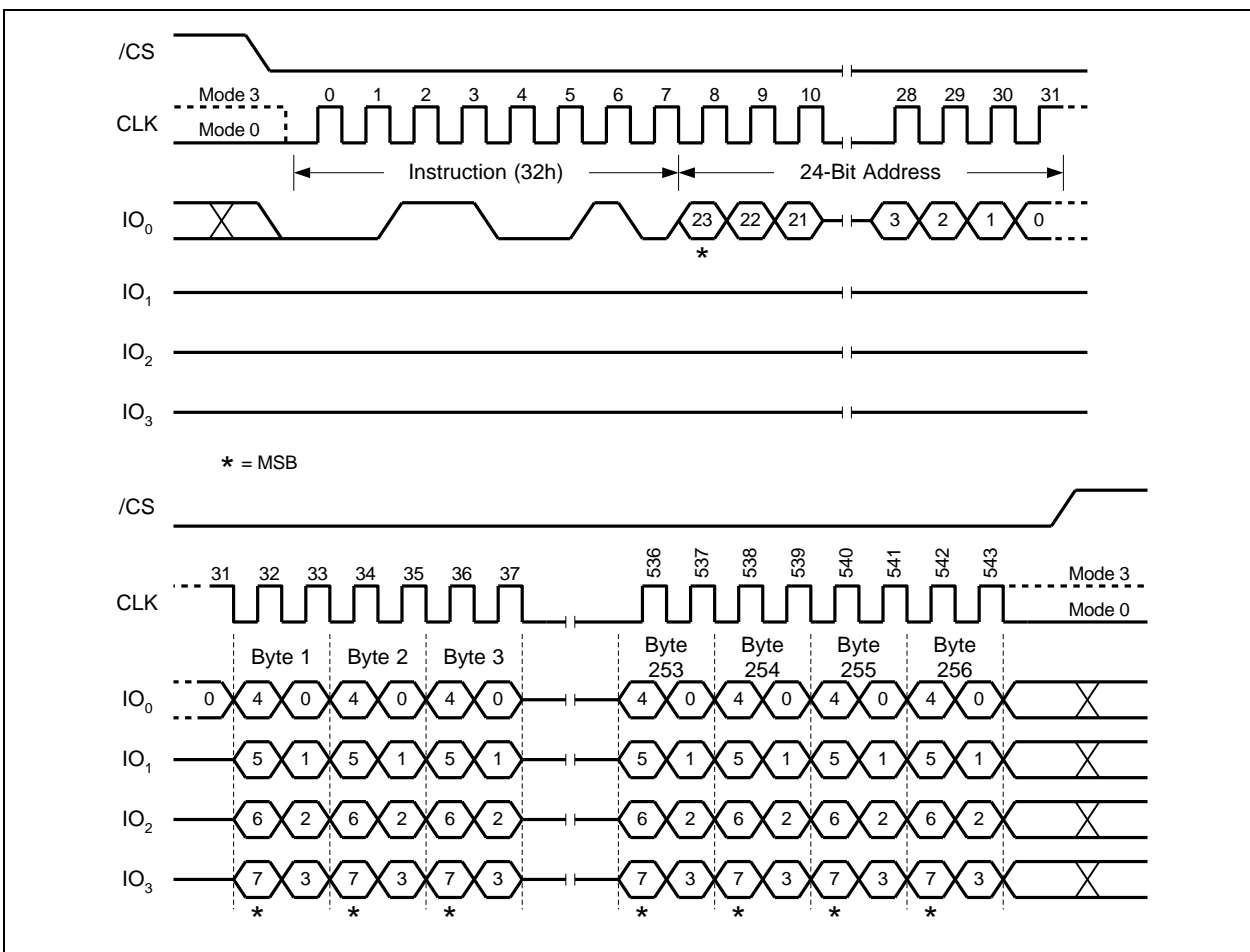 /CS
Mode 3
0 1 2 3 4 5 6 7 8 9 10 28 29 30 31
CLK
Mode 0
Instruction (32h) 24-Bit Address
IO0 23 22 21 3 2 1 0
*
IO1
IO2
IO3
* = MSB
/CS
31 32 33 34 35 36 37 536 537 538 539 540 541 542 543
Mode 3
CLK
Mode 0
Byte 1 Byte 2 Byte 3 Byte 253 Byte 254 Byte 255 Byte 256
IO0 0 4 0 4 0 4 0 4 0 4 0 4 0 4 0
IO1 5 1 5 1 5 1 5 1 5 1 5 1 5 1
IO2 6 2 6 2 6 2 6 2 6 2 6 2 6 2
IO3 7 3 7 3 7 3 7 3 7 3 7 3 7 3
* * * * * * *